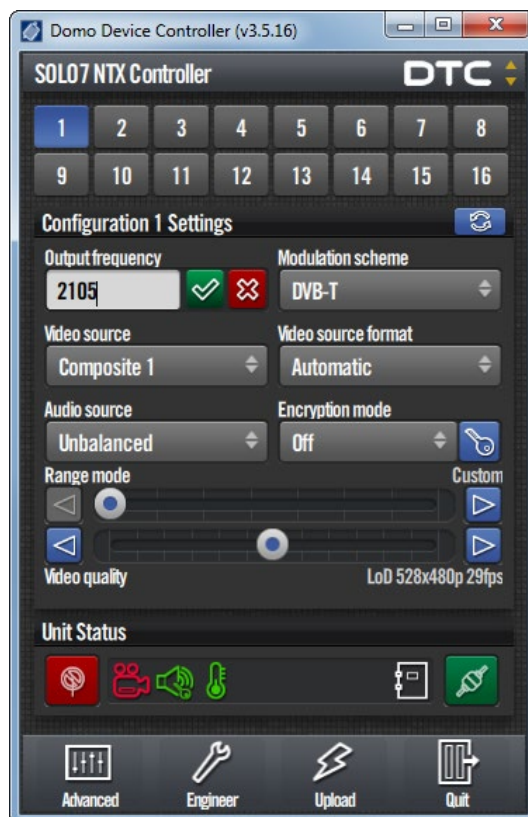 Domo Device Controller (v3.5.16)
SOLO7 NTX Controller DTC
1 2 3 4 5 6 7 8
9 10 11 12 13 14 15 16
Configuration 1 Settings
Output frequency Modulation scheme
2105 DVB-T
Video source Video source format
Composite 1 Automatic
Audio source Encryption mode
Unbalanced Off
Range mode Custom
Video quality LoD 528x480p 29fps
Unit Status
Advanced Engineer Upload Quit